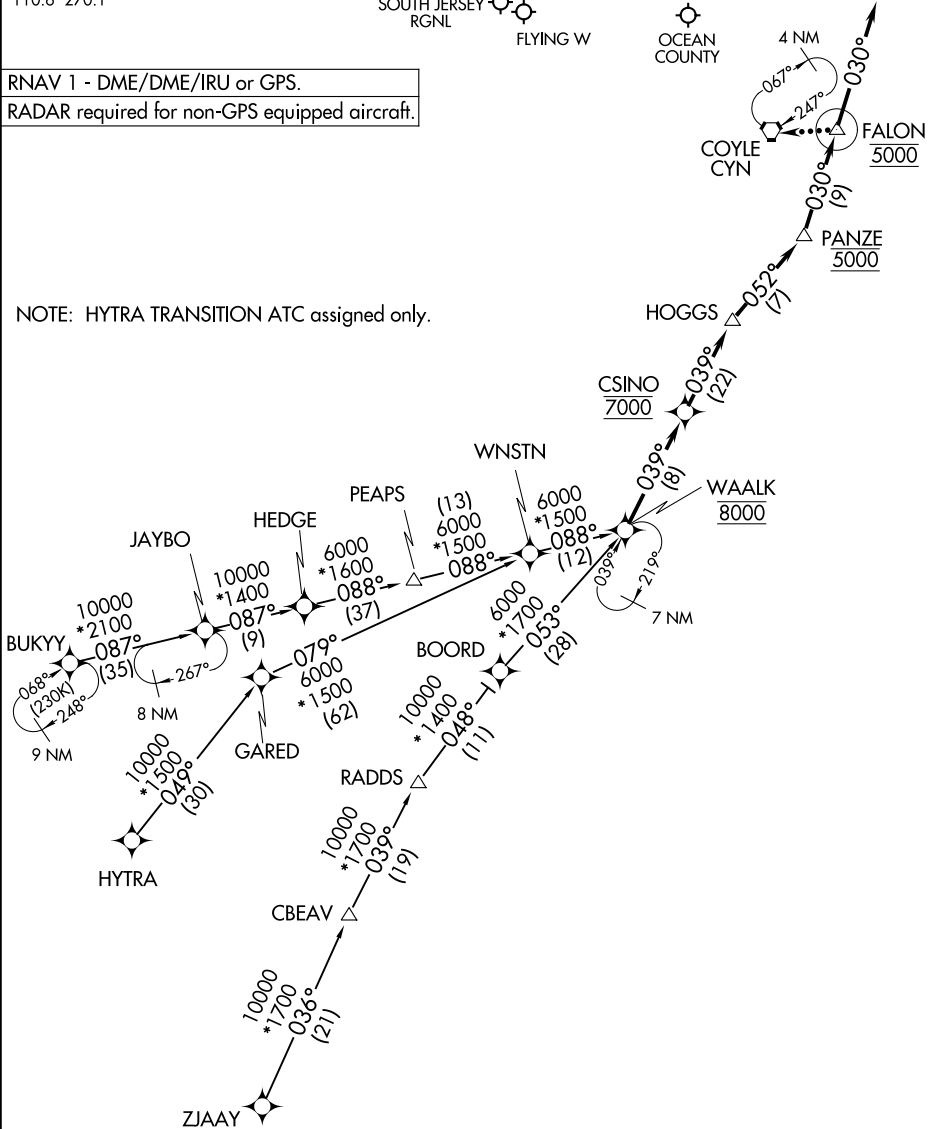 SOUTH JERSEY
RGNL
FLYING W
OCEAN
COUNTY
4 NM
030°
RNAV 1 - DME/DME/IRU or GPS.
RADAR required for non-GPS equipped aircraft.
067°
247°
COYLE
CYN
FALON
5000
030°
(9)
PANZE
5000
NOTE: HYTRA TRANSITION ATC assigned only.
HOGGS
052°
(7)
CSINO
7000
039°
(22)
WNSTN
039°
(8)
WAALK
8000
PEAPS
(13)
6000
*1500
088°
6000
*1500
088°
(12)
JAYBO
HEDGE
6000
*1600
088°
(37)
10000
*1400
087°
(9)
039°
219°
7 NM
BUKYY
10000
*2100
087°
(35)
267°
8 NM
068°
(230K)
248°
9 NM
079°
6000
*1500
(62)
GARED
BOORD
6000
*1700
053°
(28)
10000
*1500
049°
(30)
HYTRA
10000
*1400
048°
(11)
RADDS
10000
*1700
039°
(19)
CBEAV
10000
*1700
036°
(21)
ZJAAY